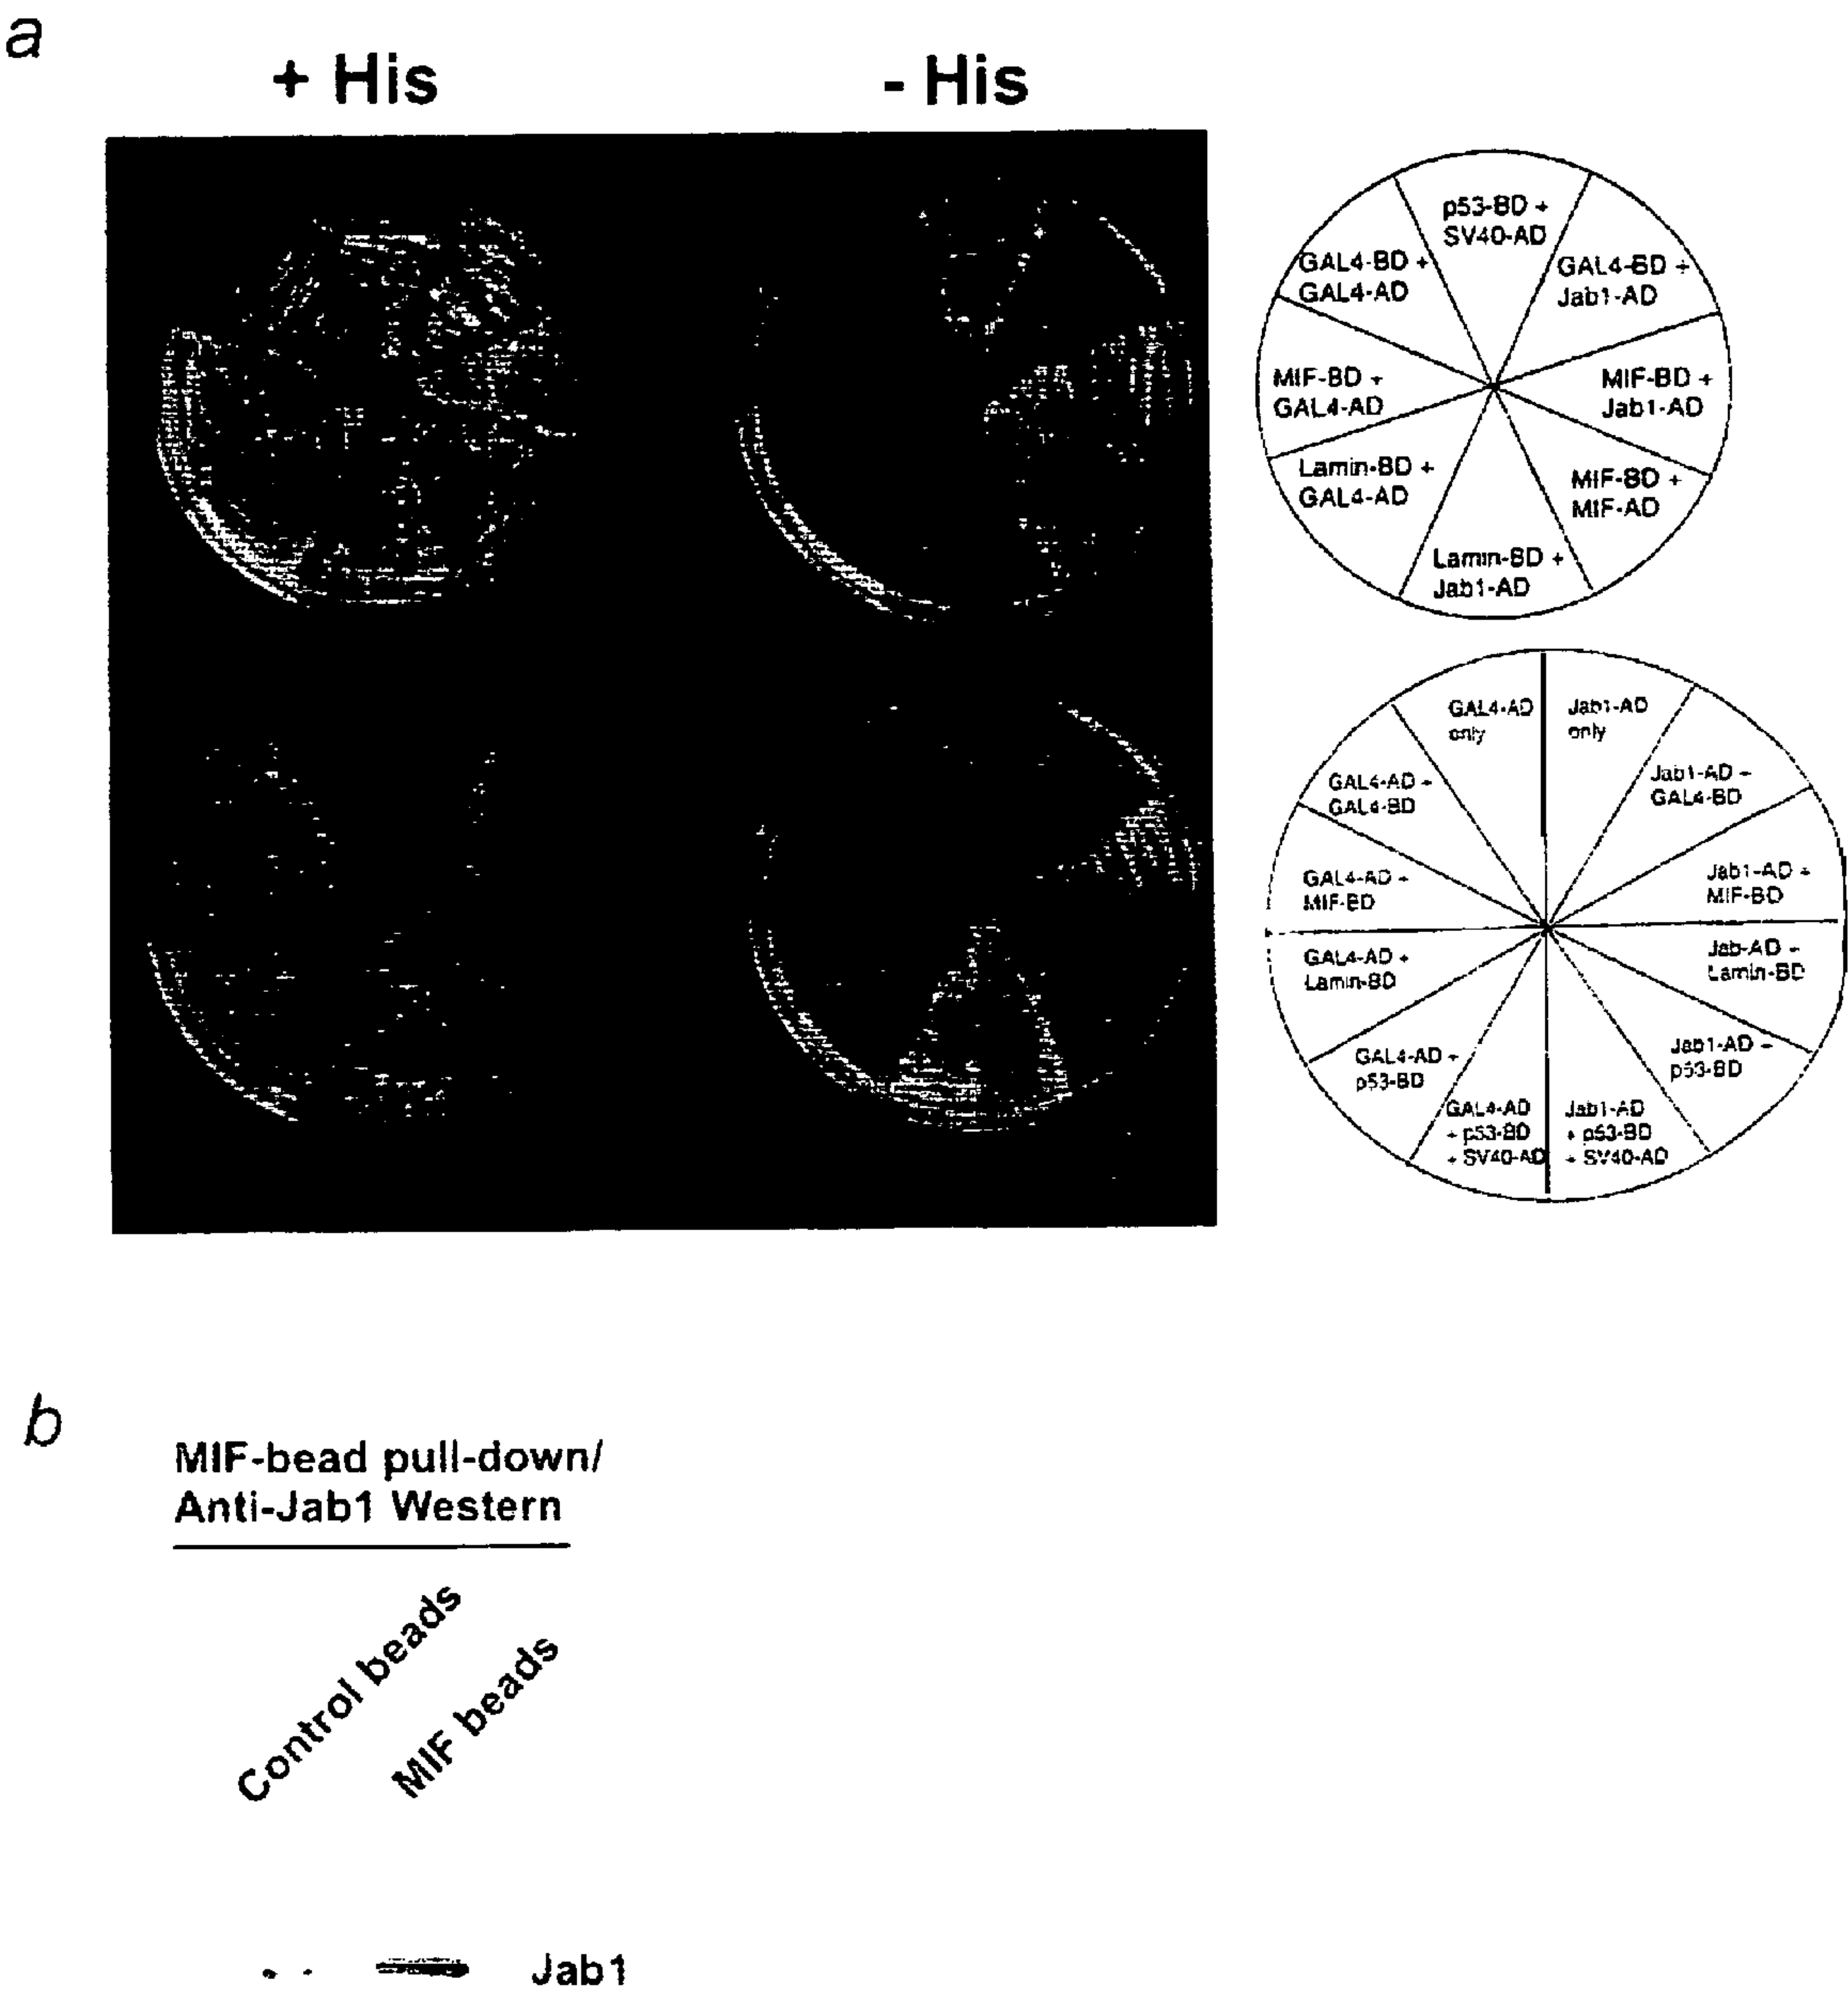 a
+ His
- His
p53-BD +
SV40-AD
GAL4-BD +
GAL4-AD
GAL4-BD +
Jab1-AD
MIF-BD +
GAL4-AD
MIF-BD +
Jab1-AD
Lamin-BD +
GAL4-AD
MIF-BD +
MIF-AD
Lamin-BD +
Jab1-AD
GAL4-AD
only
Jab1-AD
only
GAL4-AD +
GAL4-BD
Jab1-AD +
GAL4-BD
GAL4-AD +
MIF-BD
Jab1-AD +
MIF-BD
GAL4-AD +
Lamin-BD
Jab-AD +
Lamin-BD
GAL4-AD +
p53-BD
Jab1-AD +
p53-BD
GAL4-AD
+ p53-BD
+ SV40-AD
Jab1-AD
+ p53-BD
+ SV40-AD
b
MIF-bead pull-down/
Anti-Jab1 Western
Control beads
MIF beads
Jab1